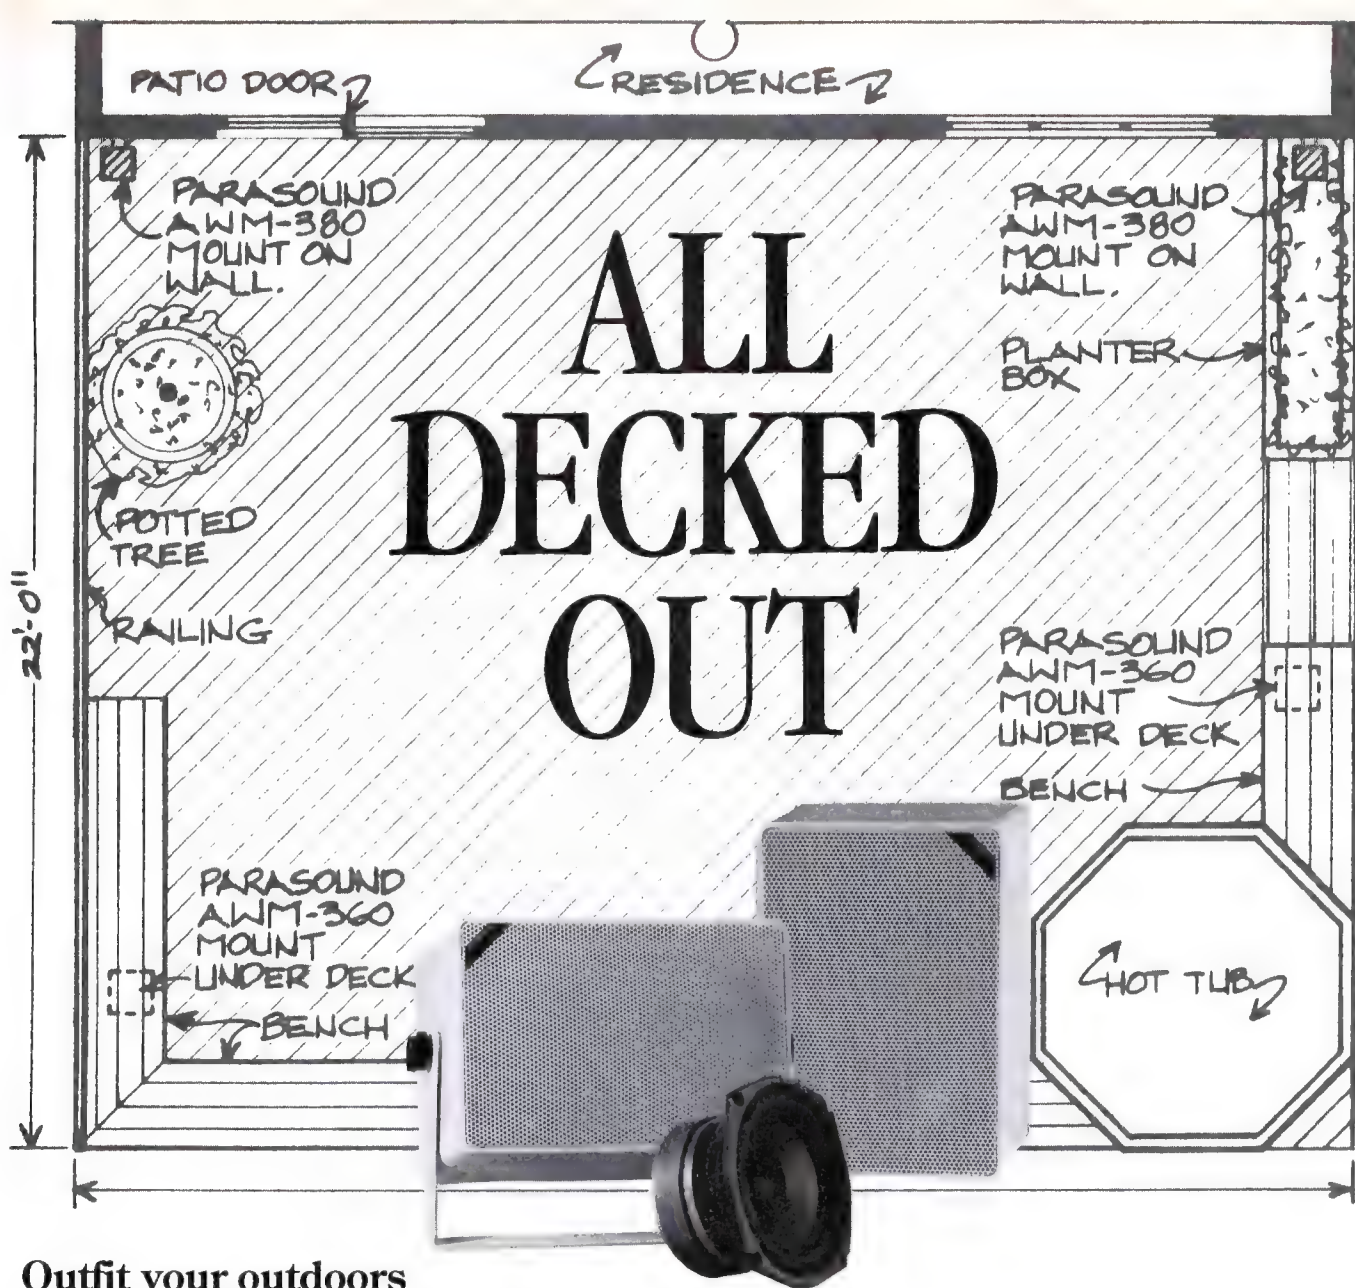 PATIO DOOR
RESIDENCE
PARASOUND
AWM-380
MOUNT ON
WALL.
PARASOUND
AWM-380
MOUNT ON
WALL.
ALL
DECKED
OUT
PLANTER
BOX
POTTED
TREE
RAILING
22'-0"
PARASOUND
AWM-360
MOUNT
UNDER DECK
BENCH
PARASOUND
AWM-360
MOUNT
UNDER DECK
BENCH
HOT TUB
Outfit your outdoors